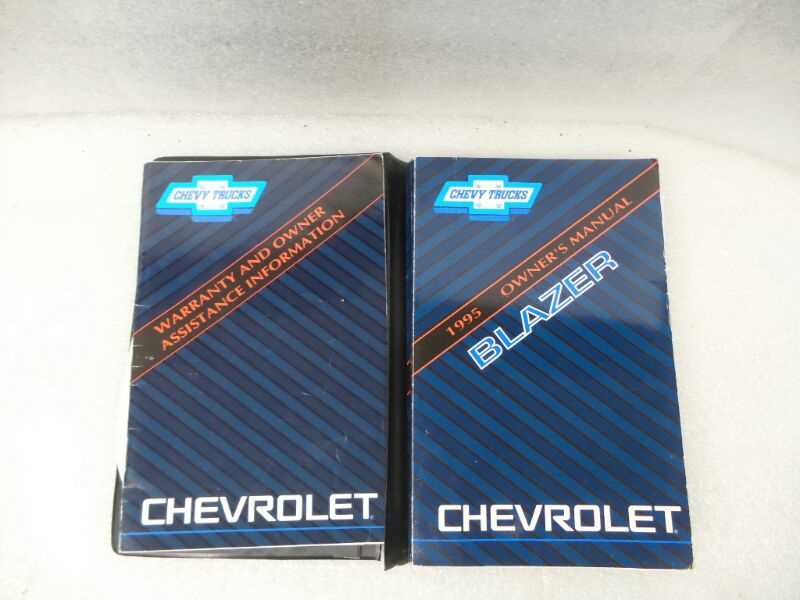 CHEVY TRUCKS
WARRANTY AND OWNER
ASSISTANCE INFORMATION
CHEVROLET
CHEVY TRUCKS
1995 OWNER'S MANUAL
BLAZER
CHEVROLET